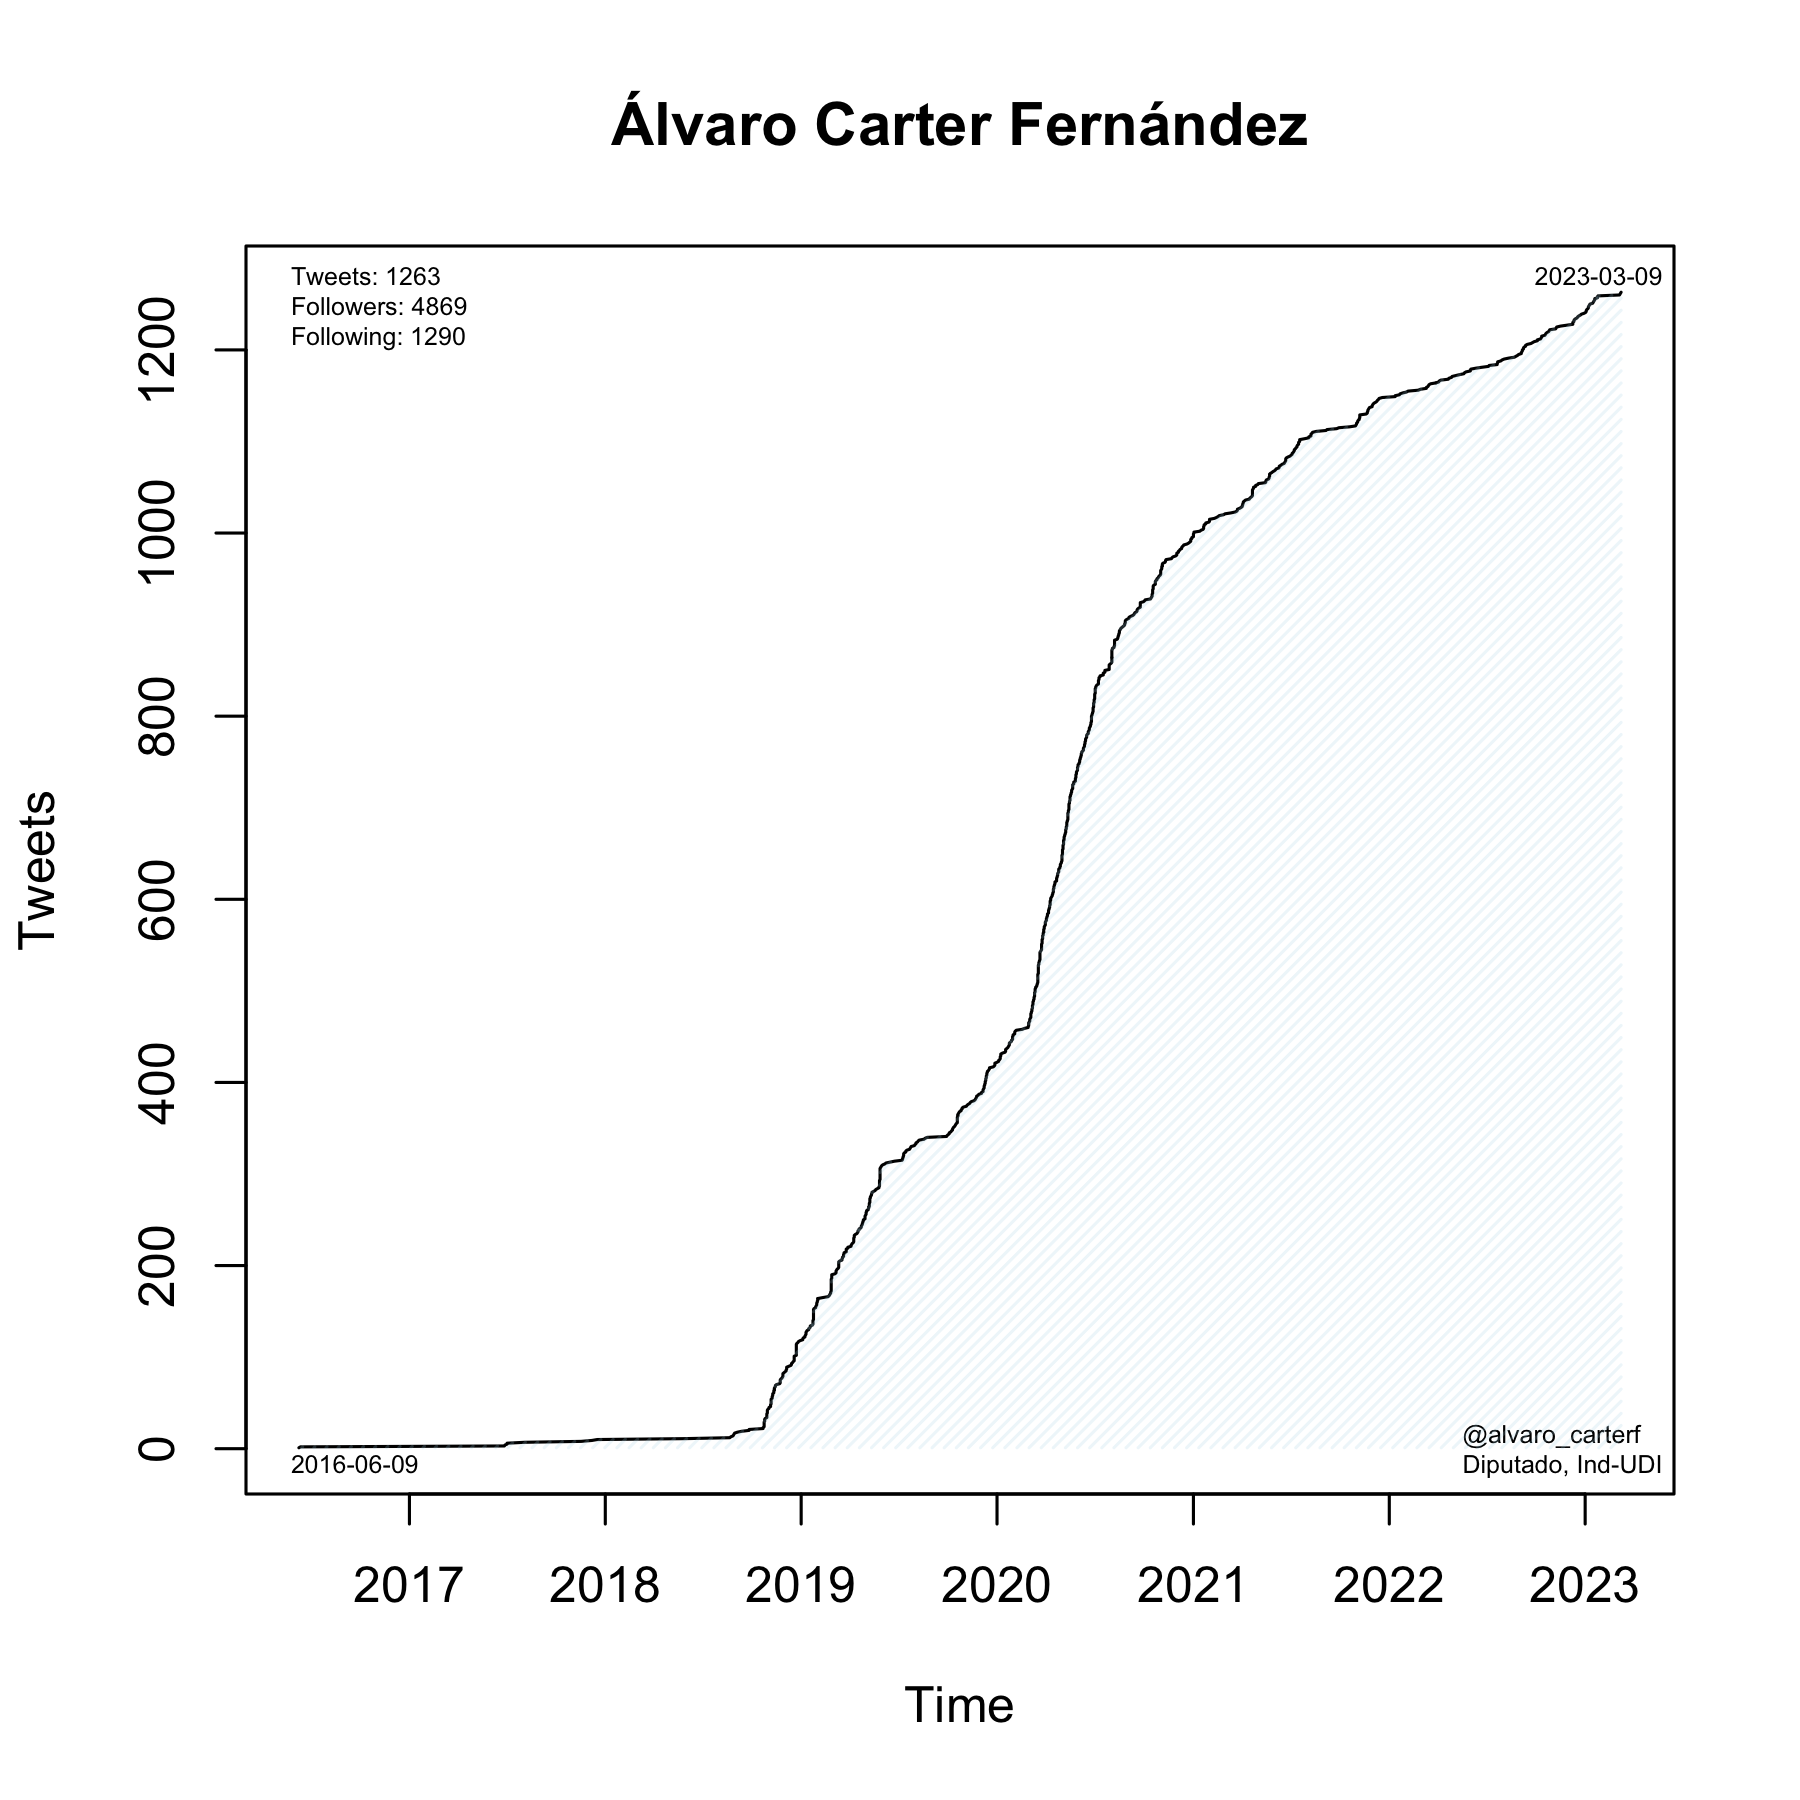 Álvaro Carter Fernández
Tweets: 1263
Followers: 4869
Following: 1290
2023-03-09
1200
1000
800
600
400
200
0
Tweets
2016-06-09
@alvaro_carterf
Diputado, Ind-UDI
2017 2018 2019 2020 2021 2022 2023
Time